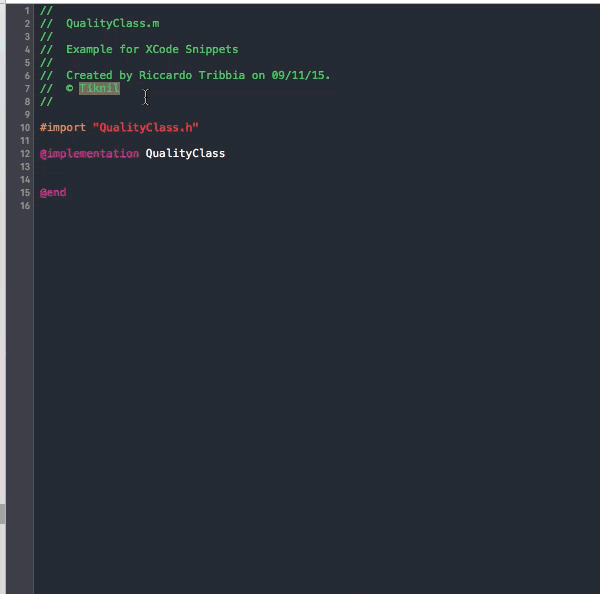 1 //
2 //  QualityClass.m
3 //
4 //  Example for XCode Snippets
5 //
6 //  Created by Riccardo Tribbia on 09/11/15.
7 //  © Tiknil
8 //
9
10 #import "QualityClass.h"
11
12 @implementation QualityClass
13
14
15 @end
16